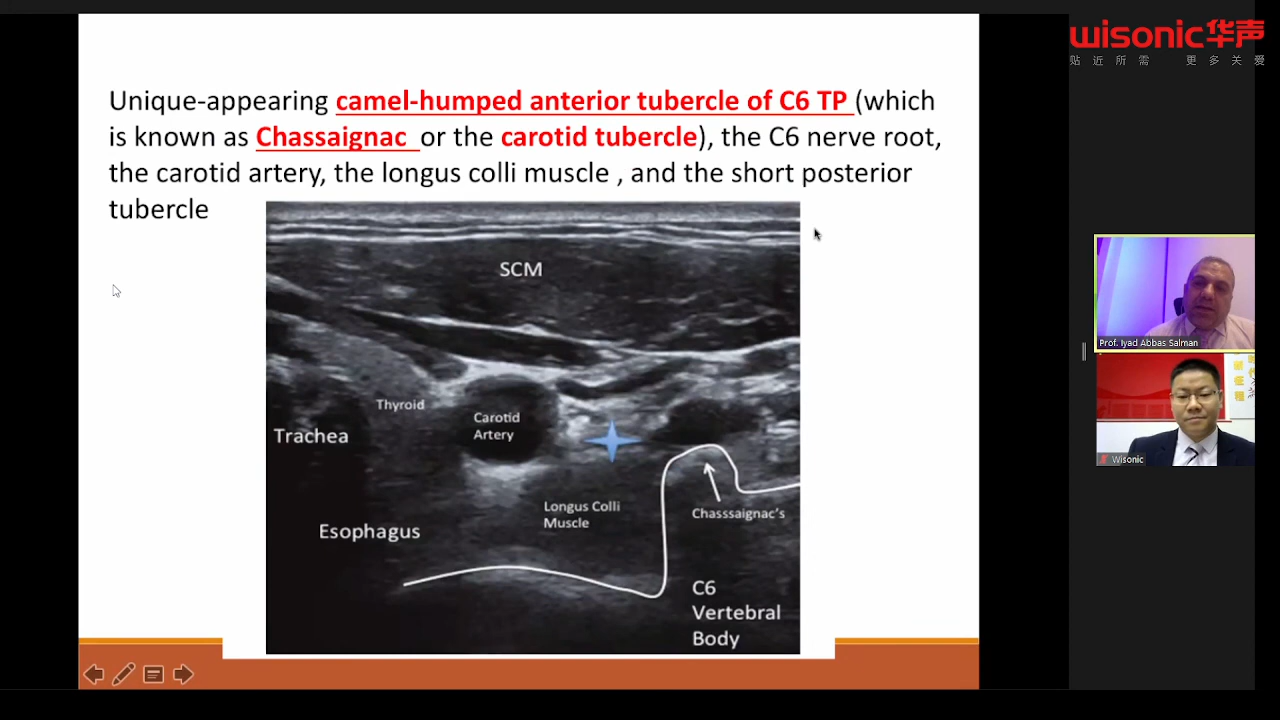 wisonic华声
贴近所需 更多关爱
Unique-appearing camel-humped anterior tubercle of C6 TP (which
is known as Chassaignac or the carotid tubercle), the C6 nerve root,
the carotid artery, the longus colli muscle , and the short posterior
tubercle
SCM
Thyroid
Carotid
Artery
Trachea
Longus Colli
Muscle
Chasssaignac's
Esophagus
C6
Vertebral
Body
Prof. Iyad Abbas Salman
Wisonic